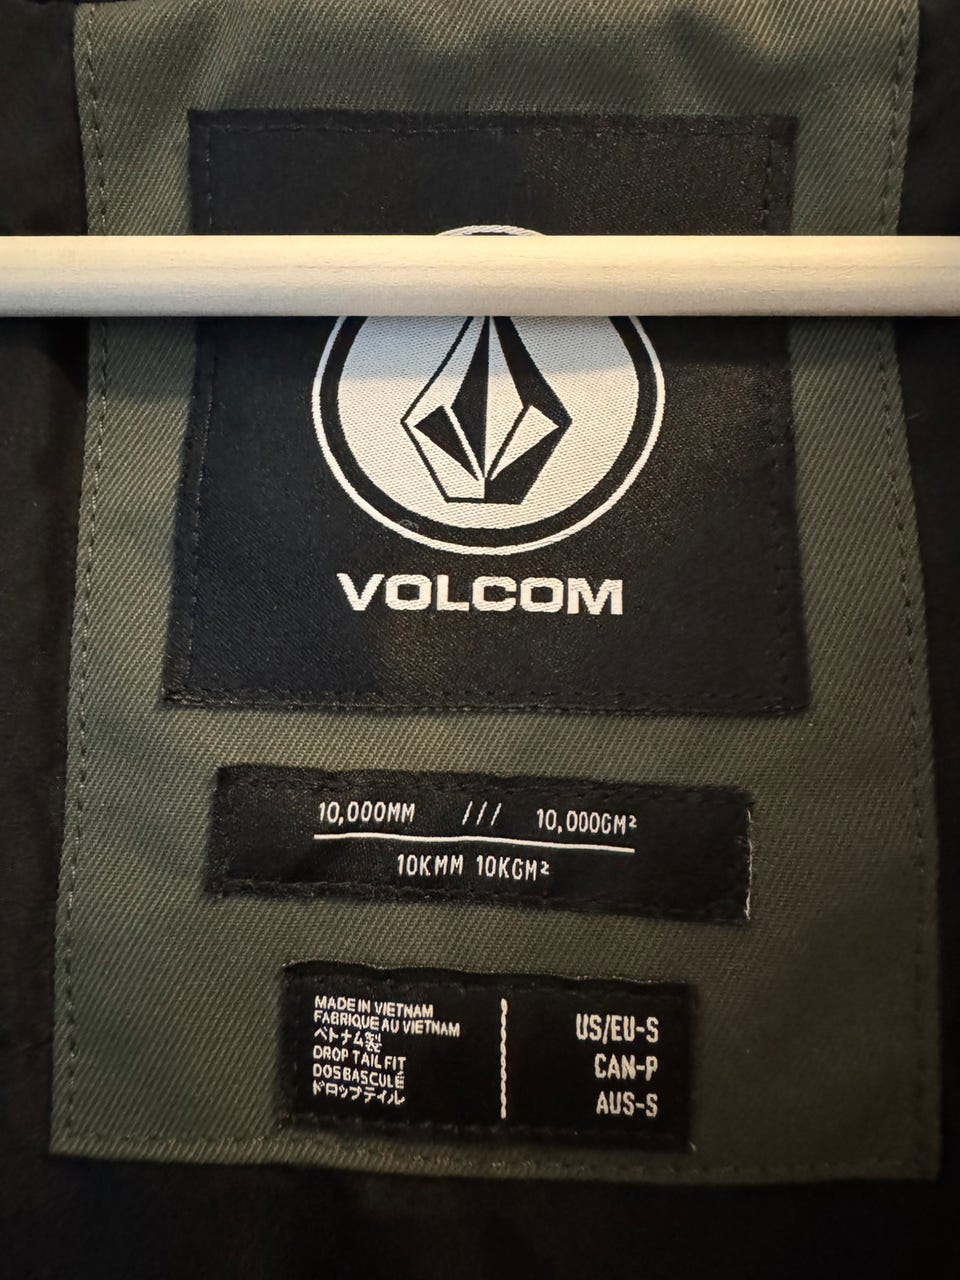 VOLCOM
10,000MM /// 10,000GM²
10KMM 10KGM²
MADE IN VIETNAM
FABRIQUE AU VIETNAM
ベトナム製
DROP TAIL FIT
DOS BASCULÉ
ドロップテイル
US/EU-S
CAN-P
AUS-S